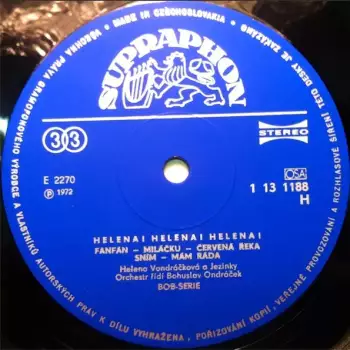 VŠECHNA PRÁVA GRAMOFONOVÉHO VÝROBCE A VLASTNÍKŮ AUTORSKÝCH PRÁV K DÍLU VYHRAŽENA, POŘIZOVÁNÍ KOPIÍ, VEŘEJNÉ PROVOZOVÁNÍ A ROZHLASOVÉ ŠÍŘENÍ TÉTO DESKY JE ZAKÁZÁNO • MADE IN CZECHOSLOVAKIA •
SUPRAPHON
33
STEREO
E 2270
Ⓟ 1972
OSA
1 13 1188
H
HELENA! HELENA! HELENA!
FANFÁN – MILÁČKU – ČERVENÁ ŘEKA
SNÍM – MÁM RÁDA
Helena Vondráčková a Jezinky
Orchestr řídí Bohuslav Ondráček
BOB-SERIE